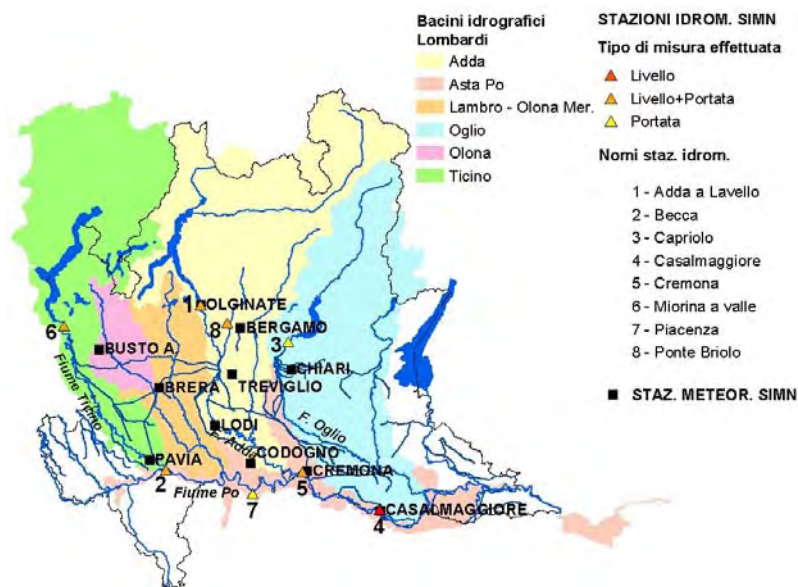 Bacini idrografici
Lombardi
Adda
Asta Po
Lambro - Olona Mer.
Oglio
Olona
Ticino
STAZIONI IDROM. SIMN
Tipo di misura effettuata
Livello
Livello+Portata
Portata
Nomi staz. idrom.
1 - Adda a Lavello
2 - Becca
3 - Capriolo
4 - Casalmaggiore
5 - Cremona
6 - Miorina a valle
7 - Piacenza
8 - Ponte Briolo
STAZ. METEOR. SIMN
1
OLGINATE
8
BERGAMO
6
3
BUSTO A.
CHIARI
TREVIGLIO
BRERA
Fiume Ticino
LODI
F. Oglio
F. Adda
CODOGNO
PAVIA
CREMONA
2
Fiume Po
5
7
CASALMAGGIORE
4